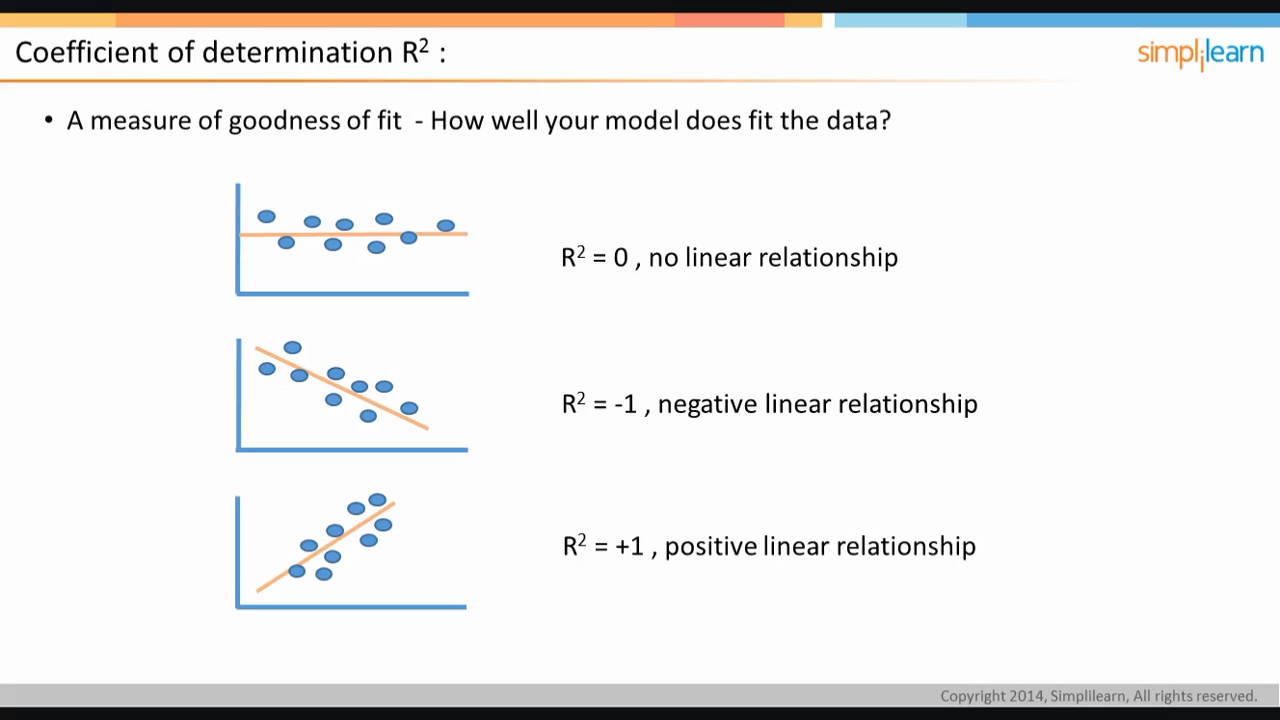 Coefficient of determination R² :
simplilearn
• A measure of goodness of fit - How well your model does fit the data?
R² = 0 , no linear relationship
R² = -1 , negative linear relationship
R² = +1 , positive linear relationship
Copyright 2014, Simplilearn, All rights reserved.